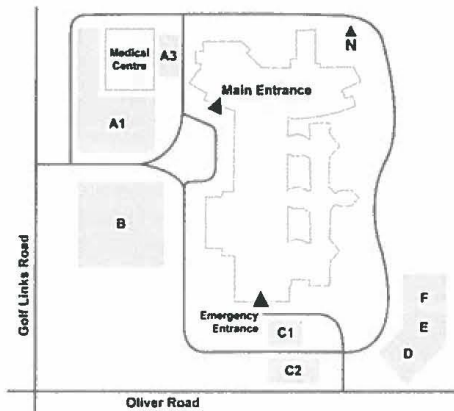 N
Medical
Centre
A3
Main Entrance
A1
B
Golf Links Road
Emergency
Entrance
F
C1
E
D
C2
Oliver Road